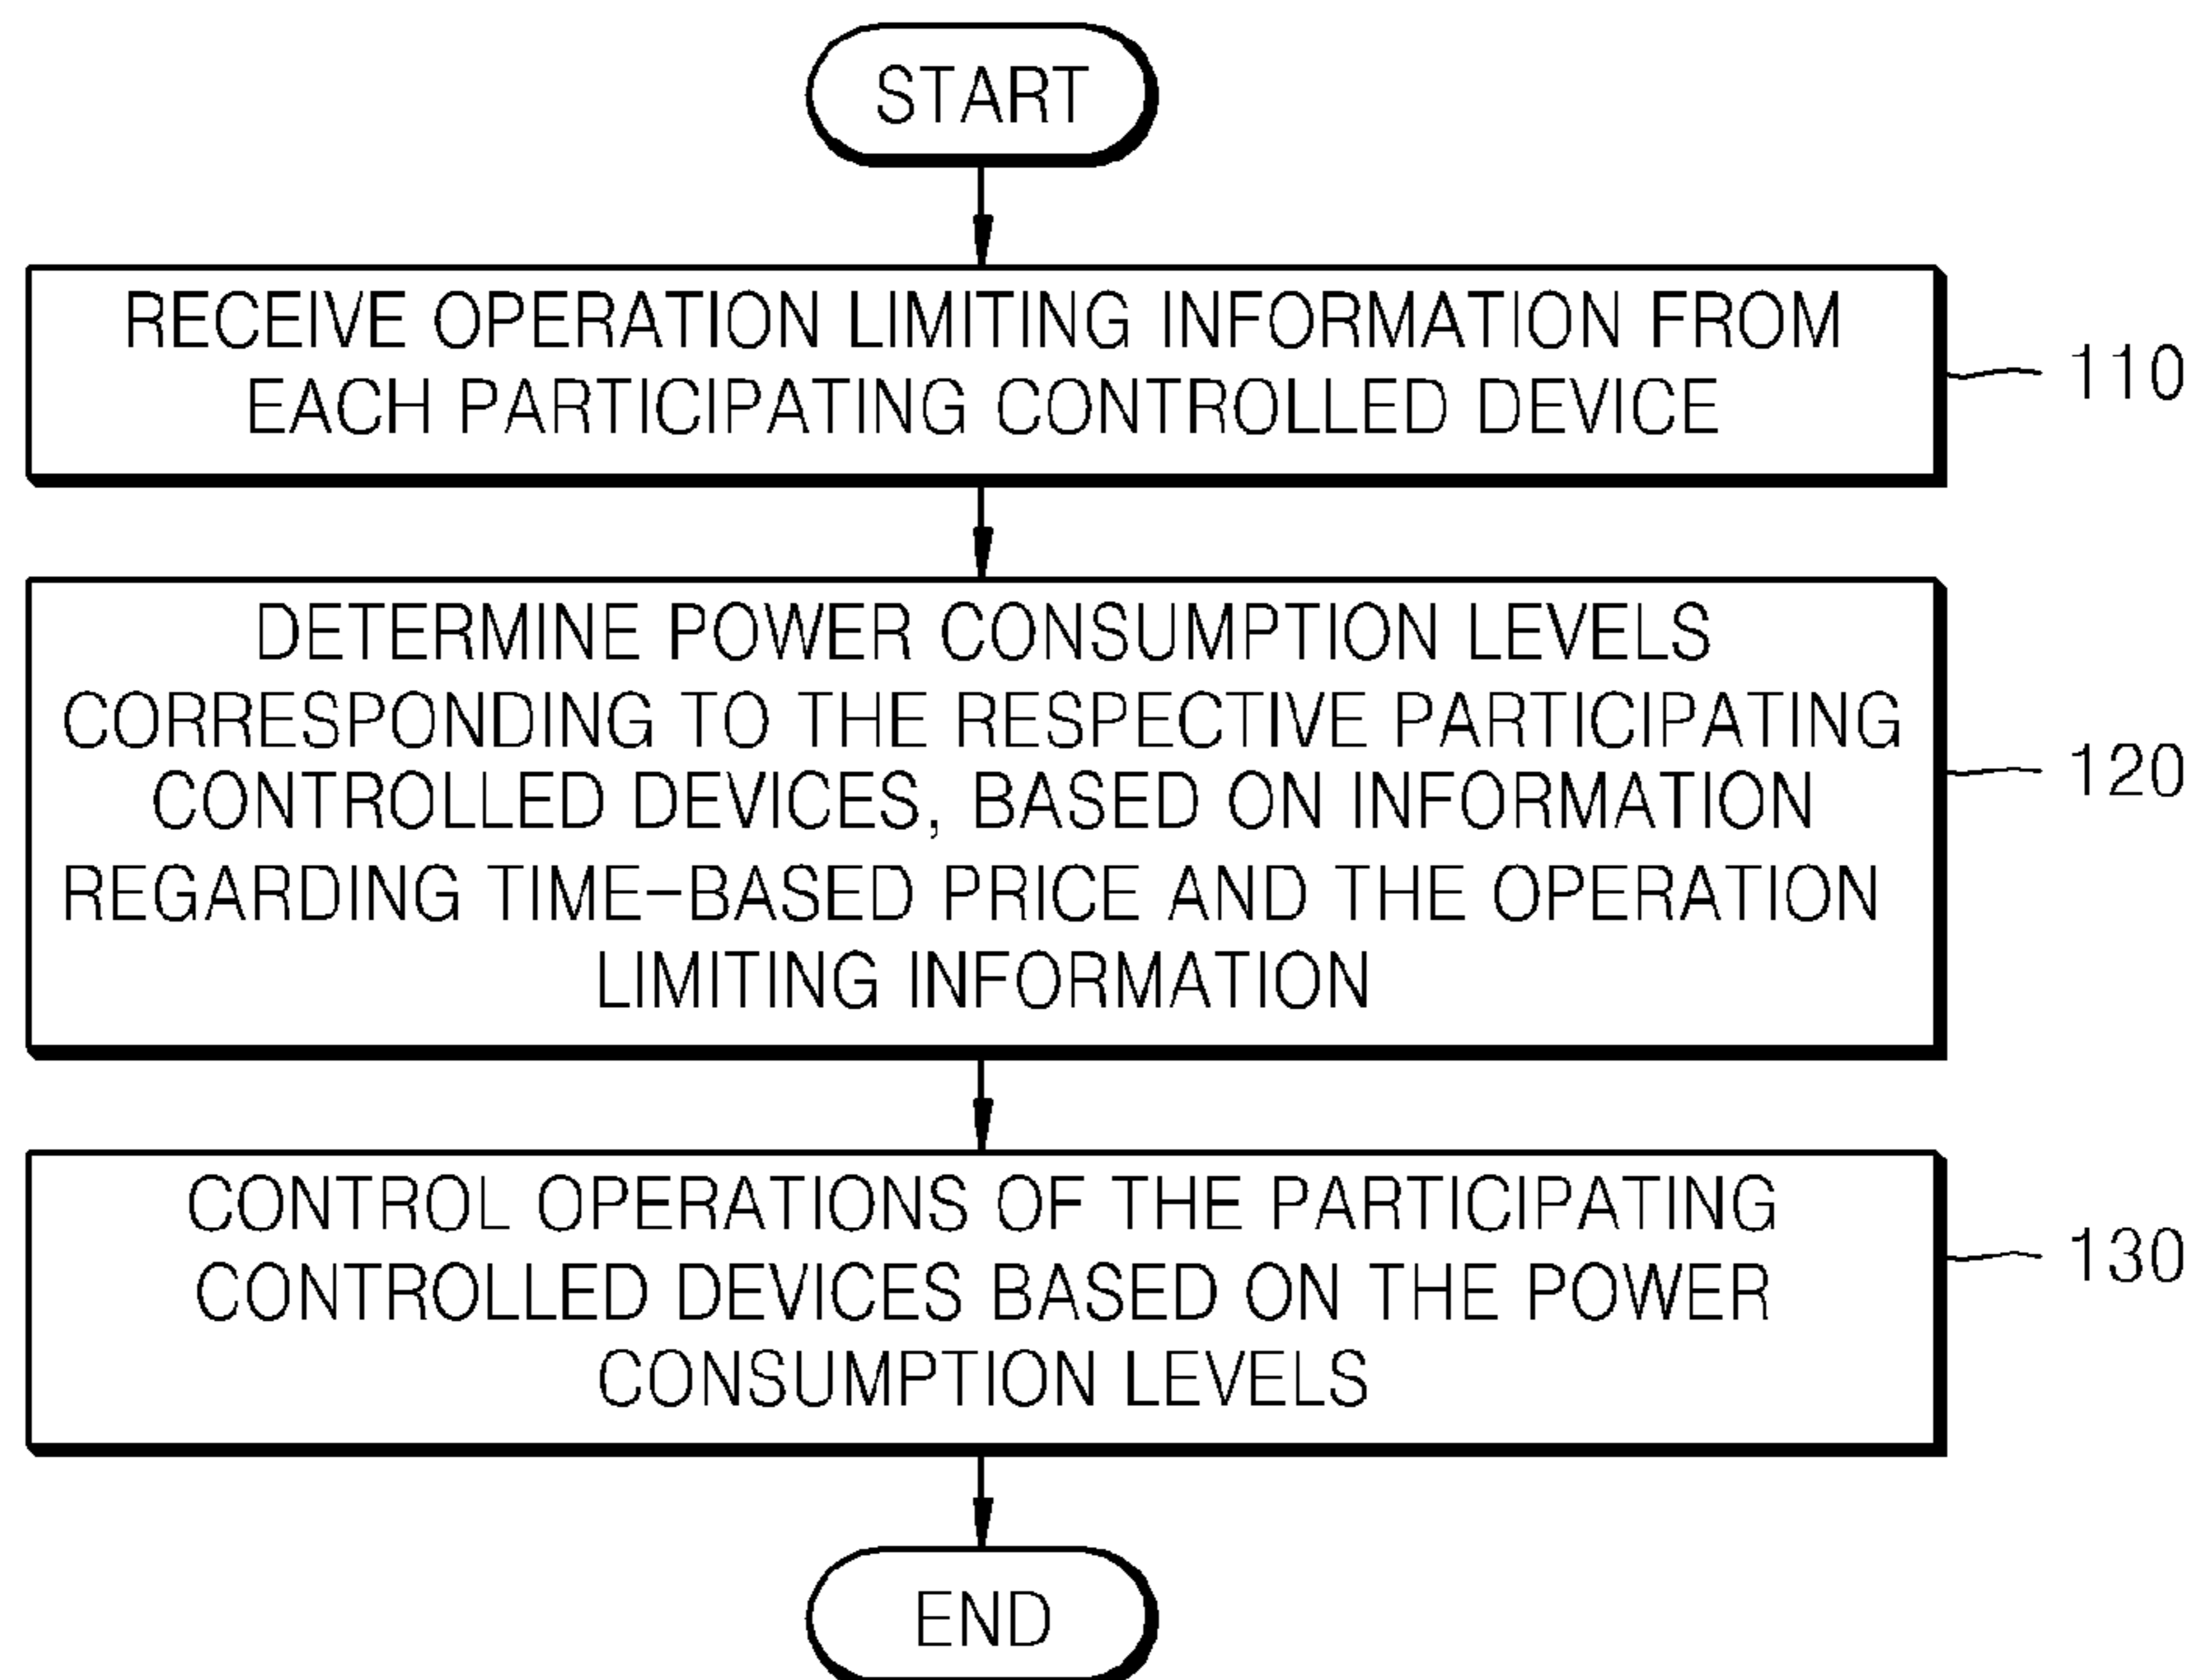 START
RECEIVE OPERATION LIMITING INFORMATION FROM
EACH PARTICIPATING CONTROLLED DEVICE
110
DETERMINE POWER CONSUMPTION LEVELS
CORRESPONDING TO THE RESPECTIVE PARTICIPATING
CONTROLLED DEVICES, BASED ON INFORMATION
REGARDING TIME-BASED PRICE AND THE OPERATION
LIMITING INFORMATION
120
CONTROL OPERATIONS OF THE PARTICIPATING
CONTROLLED DEVICES BASED ON THE POWER
CONSUMPTION LEVELS
130
END